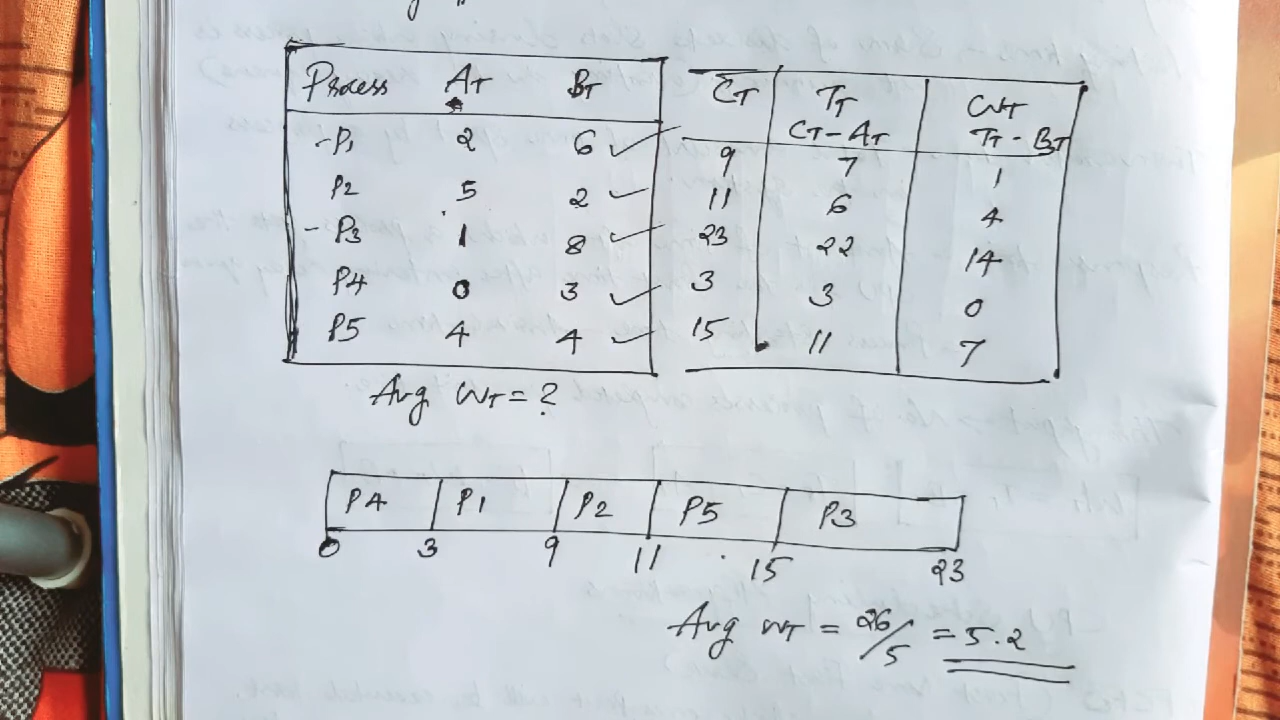 Process AT BT CT TT WT
CT-AT TT-BT
-P1 2 6 ✓ 9 7 1
P2 5 2 ✓ 11 6 4
-P3 1 8 ✓ 23 22 14
P4 0 3 ✓ 3 3 0
P5 4 4 ✓ 15 11 7
Avg WT = ?
P4 P1 P2 P5 P3
0 3 9 11 15 23
Avg WT = 26/5 = 5.2